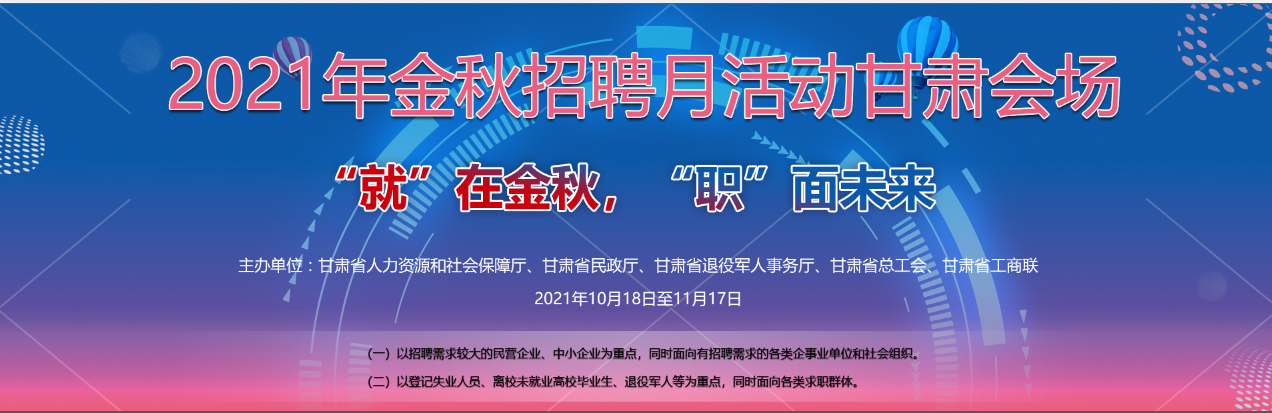 2021年金秋招聘月活动甘肃会场
“就”在金秋，“职”面未来
主办单位：甘肃省人力资源和社会保障厅、甘肃省民政厅、甘肃省退役军人事务厅、甘肃省总工会、甘肃省工商联
2021年10月18日至11月17日
（一）以招聘需求较大的民营企业、中小企业为重点，同时面向有招聘需求的各类企事业单位和社会组织。
（二）以登记失业人员、离校未就业高校毕业生、退役军人等为重点，同时面向各类求职群体。